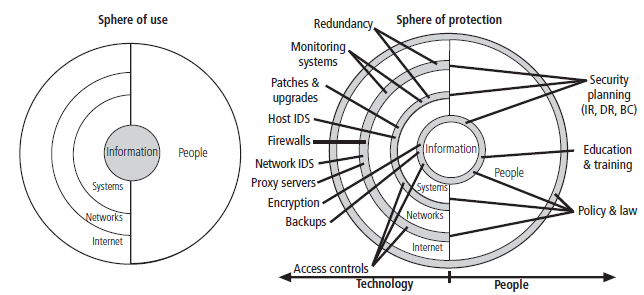 Sphere of use
Information
People
Systems
Networks
Internet
Sphere of protection
Redundancy
Monitoring
systems
Patches &
upgrades
Host IDS
Firewalls
Network IDS
Proxy servers
Encryption
Backups
Access controls
Information
People
Systems
Networks
Internet
Security
planning
(IR, DR, BC)
Education
& training
Policy & law
Technology
People